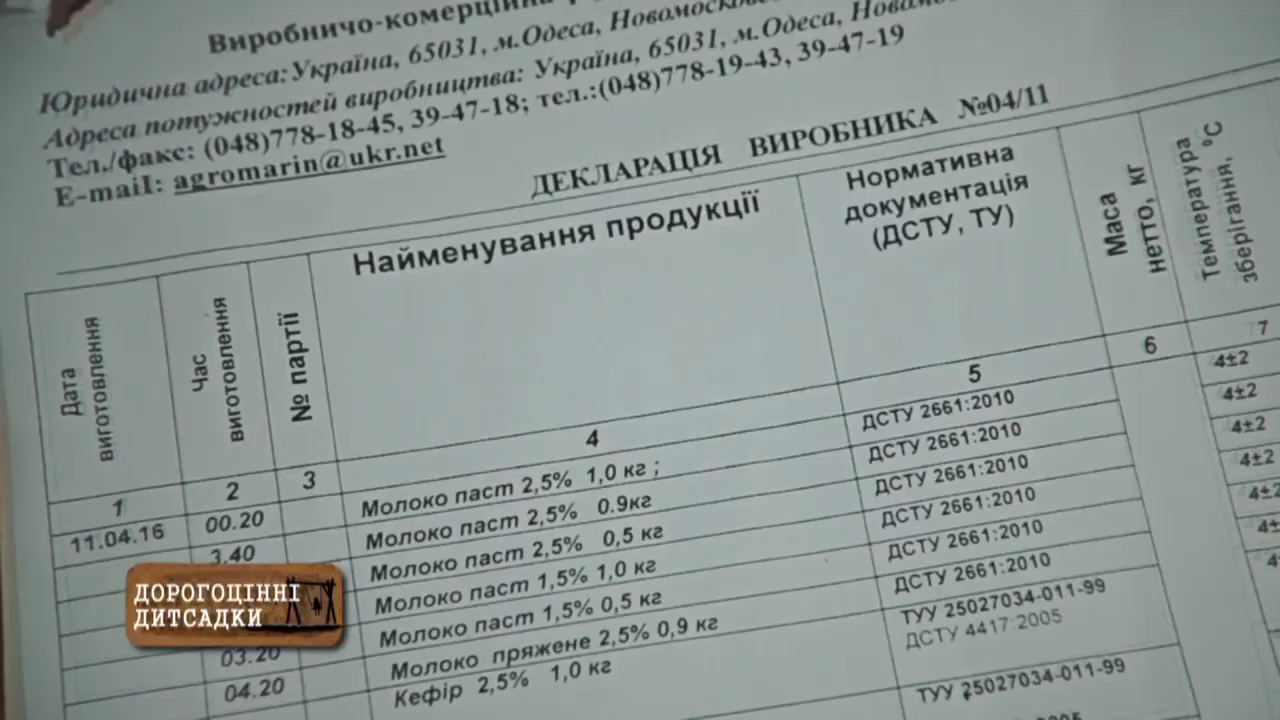 Виробничо-комерційна
Юридична адреса: Україна, 65031, м.Одеса,
Адреса потужностей виробництва: Україна, 65031, м.Одеса,
Тел./факс: (048)778-18-45, 39-47-18; тел.:(048)778-19-43, 39-47-19
E-mail: agromarin@ukr.net
ДЕКЛАРАЦІЯ ВИРОБНИКА №04/11
Дата виготовлення
Час виготовлення
№ партії
Найменування продукції
Нормативна
документація
(ДСТУ, ТУ)
Маса
нетто, кг
Температура
зберігання, °С
1 2 3 4 5 6 7
11.04.16 00.20 Молоко паст 2,5% 1,0 кг ; ДСТУ 2661:2010 4±2
3.40 Молоко паст 2,5% 0.9кг ДСТУ 2661:2010 4±2
Молоко паст 2,5% 0,5 кг ДСТУ 2661:2010 4±2
Молоко паст 1,5% 1,0 кг ДСТУ 2661:2010 4±2
Молоко паст 1,5% 0,5 кг ДСТУ 2661:2010 4±2
03.20 Молоко пряжене 2,5% 0,9 кг ДСТУ 2661:2010
04.20 Кефір 2,5% 1,0 кг ТУУ 25027034-011-99
ДСТУ 4417:2005
ТУУ 25027034-011-99
ДОРОГОЦІННІ
ДИТСАДКИ